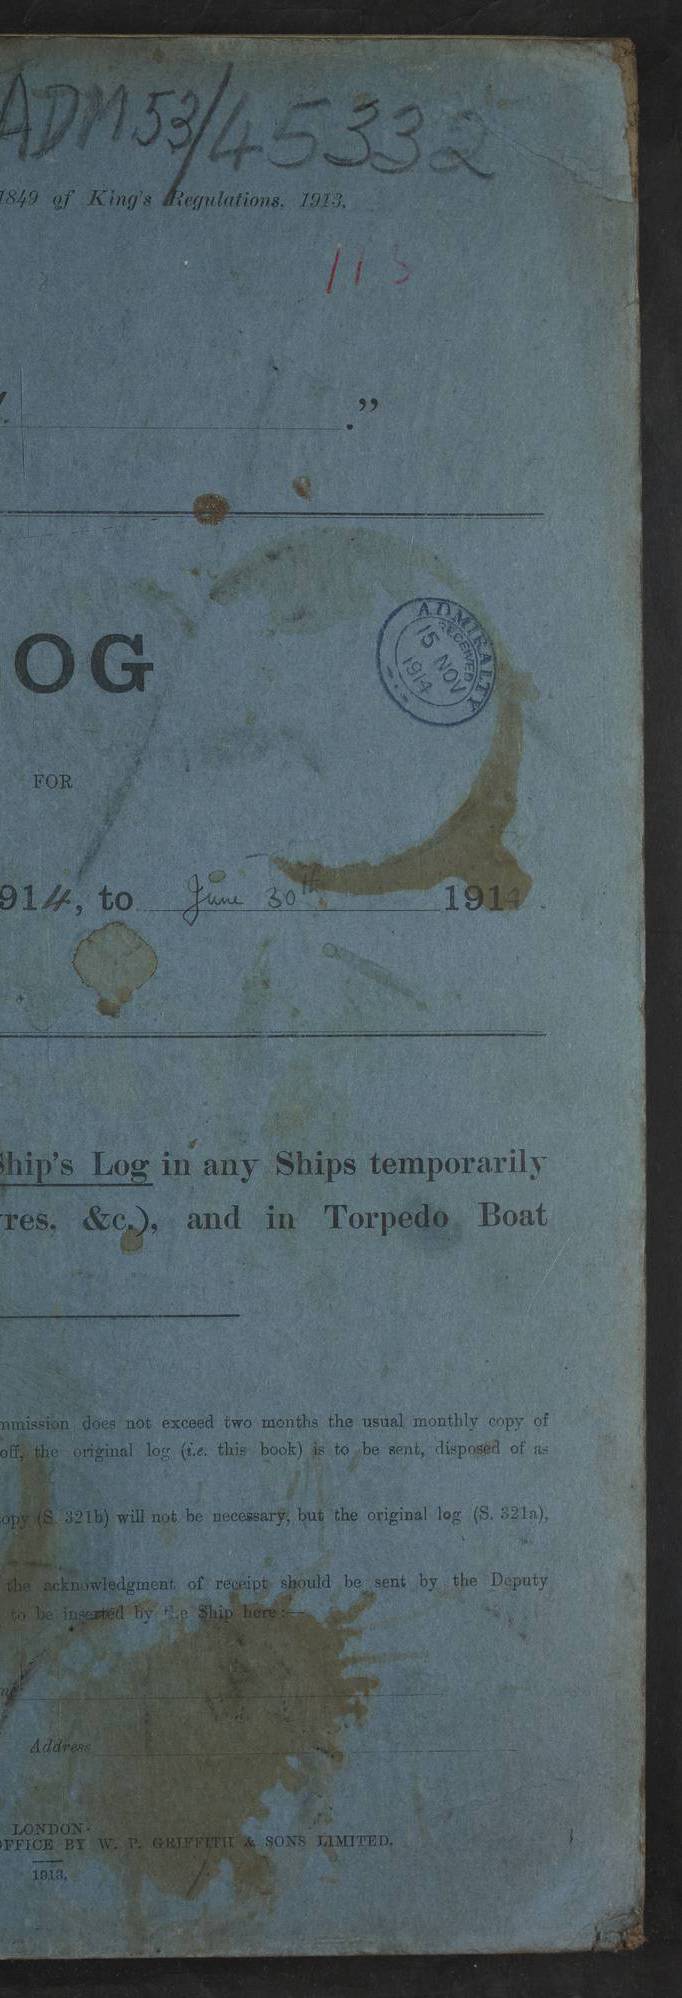 ADM 53/45332
1849 of King's Regulations. 1913.
113
."
OG
ADMIRALTY
RECEIVED
15 NOV
1914
FOR
914, to June 30th 1914.
Ship's Log in any Ships temporarily
res. &c.), and in Torpedo Boat
mmission does not exceed two months the usual monthly copy of
off, the original log (i.e. this book) is to be sent, disposed of as
opy (S. 321b) will not be necessary, but the original log (S. 321a),
the acknowledgment of receipt should be sent by the Deputy
to be inserted by the Ship here:—
Address
LONDON.
OFFICE BY W. P. GRIFFITH & SONS LIMITED.
1913.